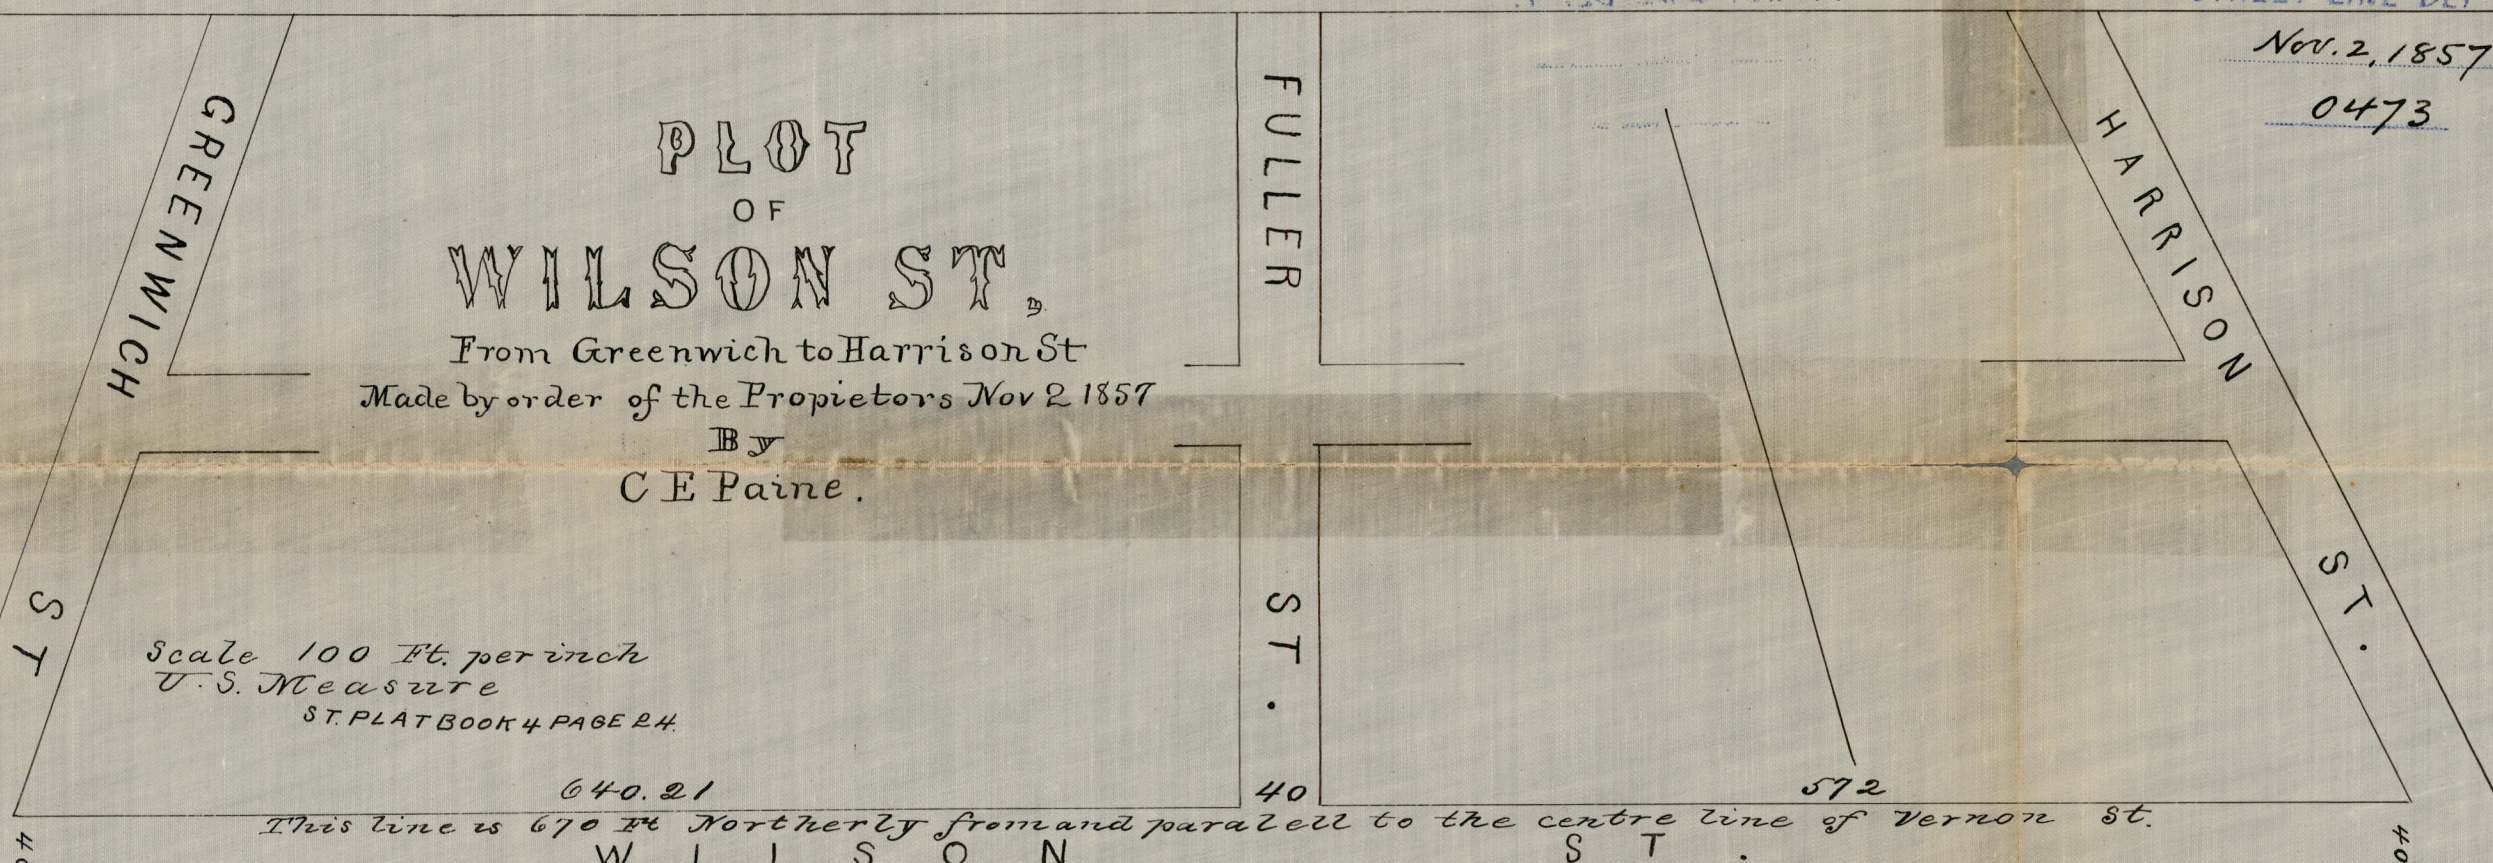 Nov. 2, 1857
0473
GREENWICH ST
FULLER ST.
HARRISON ST.
PLOT
OF
WILSON ST,
From Greenwich to Harrison St
Made by order of the Propietors Nov 2 1857
By
C E Paine.
Scale 100 Ft. per inch
U.S. Measure
ST. PLAT BOOK 4 PAGE 24.
640.21
40
572
This line is 670 Ft Northerly from and paralell to the centre line of Vernon St.
40
WILSON ST.
40